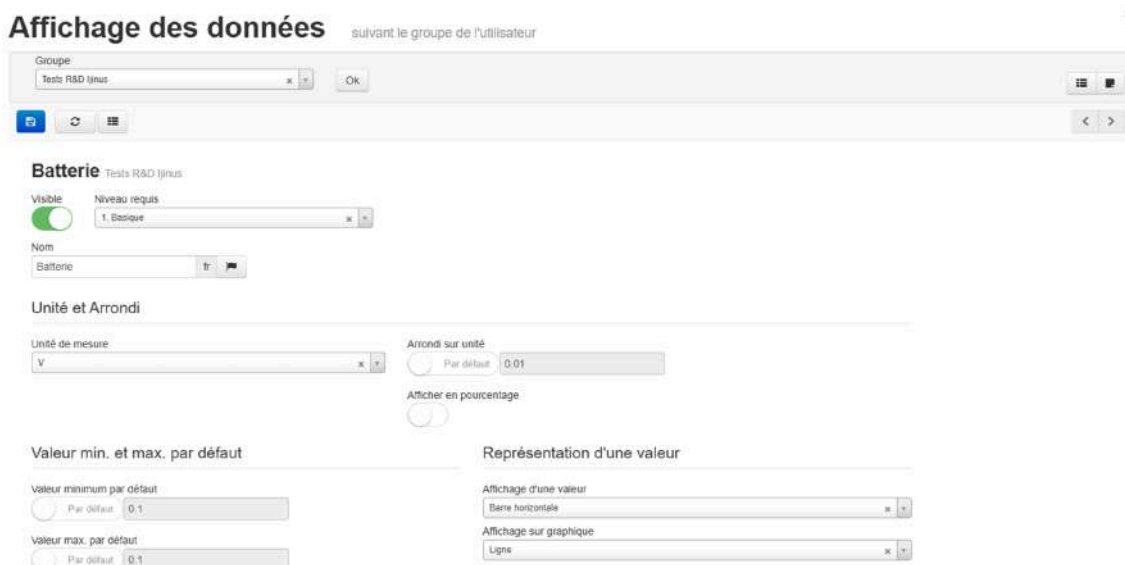 Affichage des données suivant le groupe de l'utilisateur
Groupe
Tests R&D Ijinus
Ok
Batterie Tests R&D Ijinus
Visible Niveau requis
1. Basique
Nom
Batterie fr
Unité et Arrondi
Unité de mesure Arrondi sur unité
V Par défaut 0.01
Afficher en pourcentage
Valeur min. et max. par défaut Représentation d'une valeur
Valeur minimum par défaut Affichage d'une valeur
Par défaut 0.1 Barre horizontale
Valeur max. par défaut Affichage sur graphique
Par défaut 0.1 Ligne